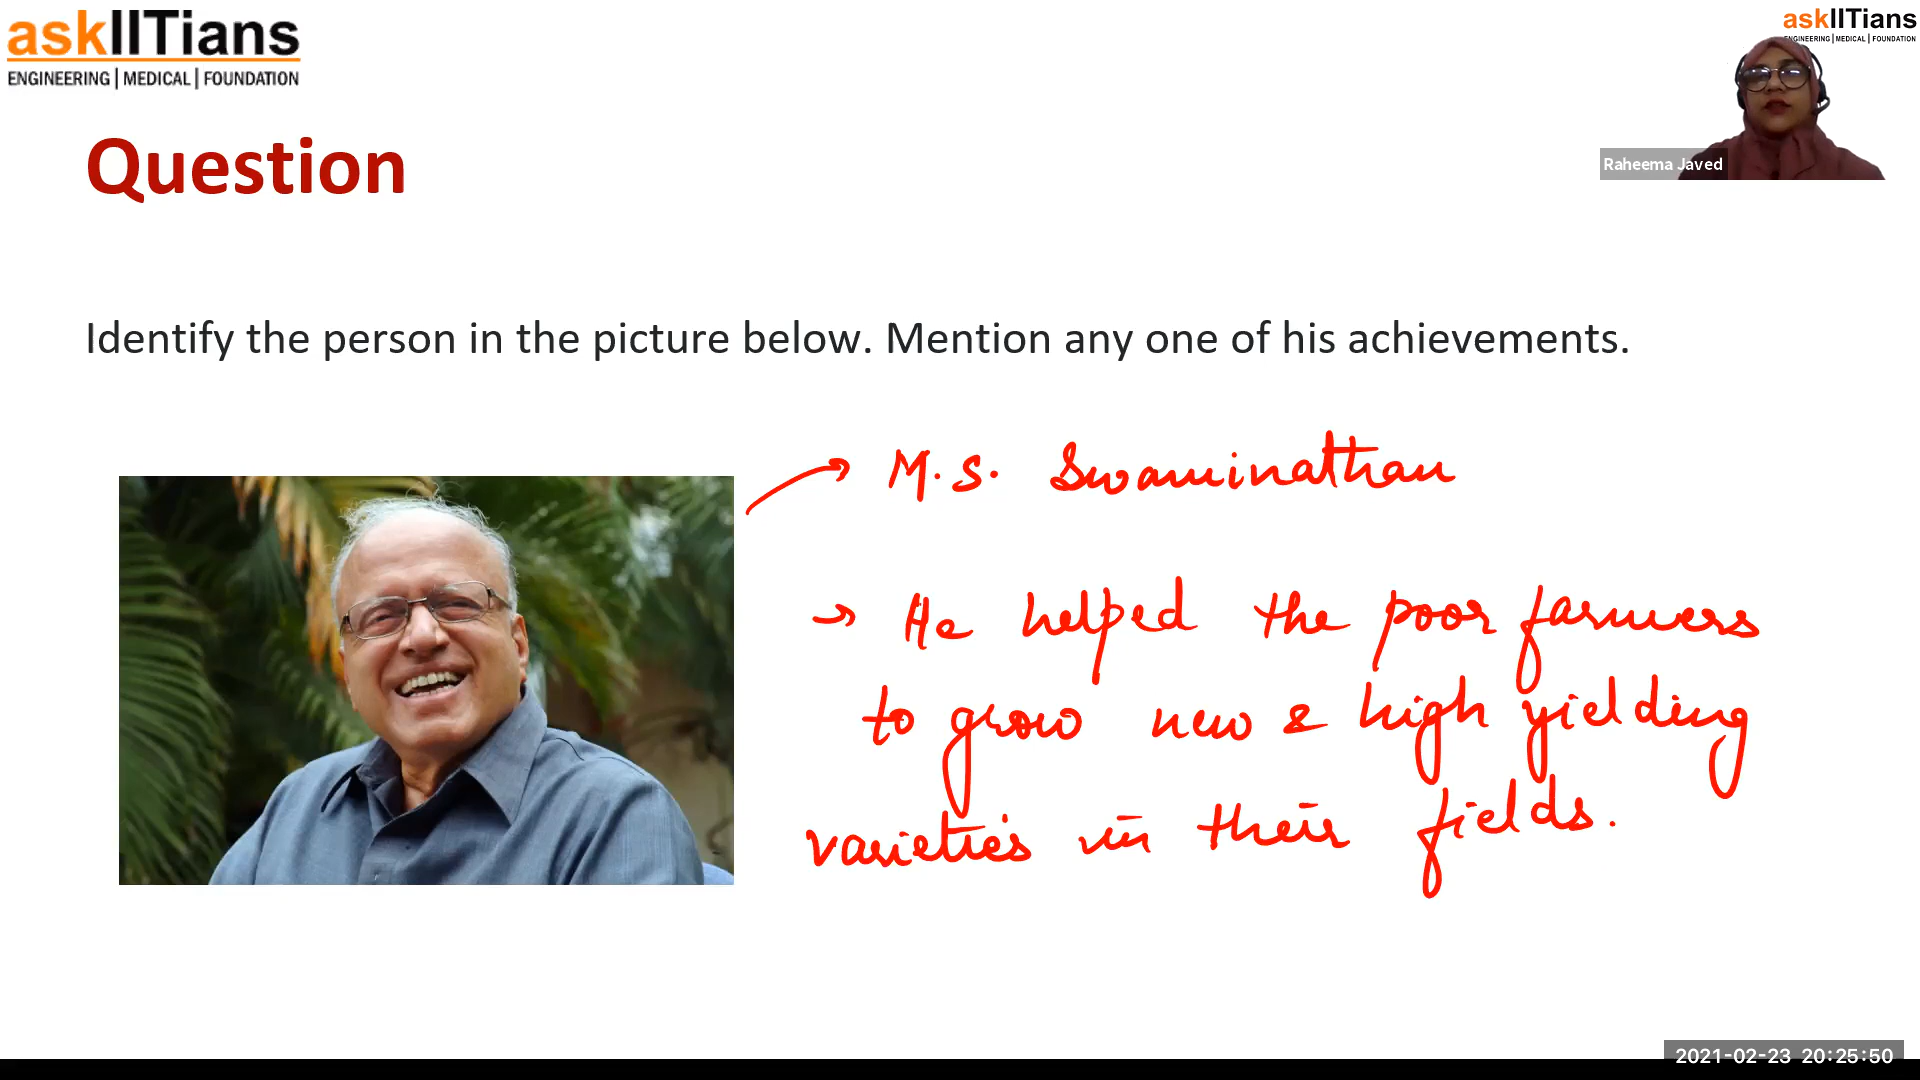 askIITians
ENGINEERING | MEDICAL | FOUNDATION
askIITians
ENGINEERING | MEDICAL | FOUNDATION
Raheema Javed
Question
Identify the person in the picture below. Mention any one of his achievements.
→ M.S. Swaminathan
→ He helped the poor farmers
to grow new & high yielding
varieties in their fields.
2021-02-23 20:25:50